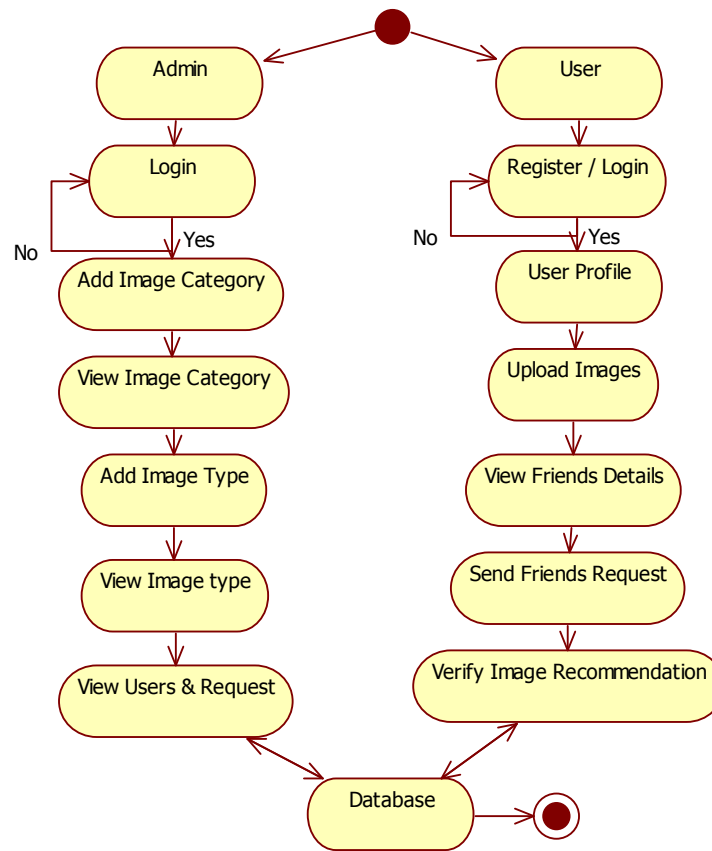 Admin
User
Login
Register / Login
No
Yes
No
Yes
Add Image Category
User Profile
View Image Category
Upload Images
Add Image Type
View Friends Details
View Image type
Send Friends Request
View Users & Request
Verify Image Recommendation
Database